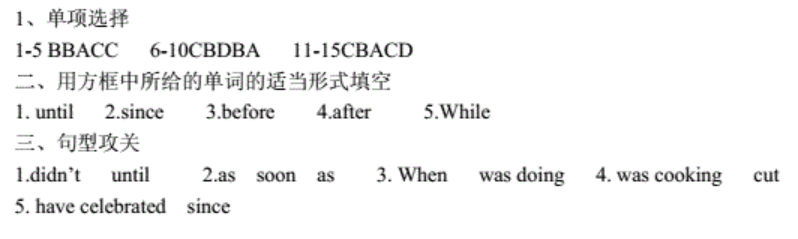 1、单项选择
1-5 BBACC 6-10CBDBA 11-15CBACD
二、用方框中所给的单词的适当形式填空
1. until 2.since 3.before 4.after 5.While
三、句型攻关
1.didn’t until 2.as soon as 3. When was doing 4. was cooking cut
5. have celebrated since